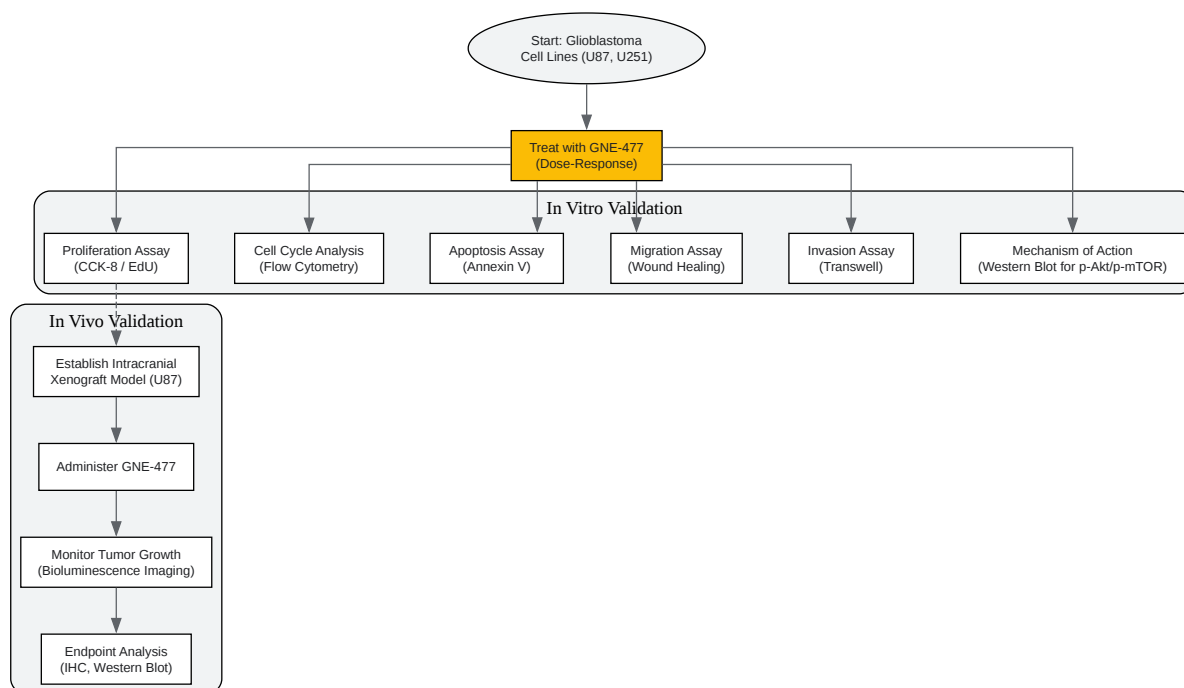 Start: Glioblastoma
Cell Lines (U87, U251)
Treat with GNE-477
(Dose-Response)
In Vitro Validation
Proliferation Assay
(CCK-8 / EdU)
Cell Cycle Analysis
(Flow Cytometry)
Apoptosis Assay
(Annexin V)
Migration Assay
(Wound Healing)
Invasion Assay
(Transwell)
Mechanism of Action
(Western Blot for p-Akt/p-mTOR)
In Vivo Validation
Establish Intracranial
Xenograft Model (U87)
Administer GNE-477
Monitor Tumor Growth
(Bioluminescence Imaging)
Endpoint Analysis
(IHC, Western Blot)